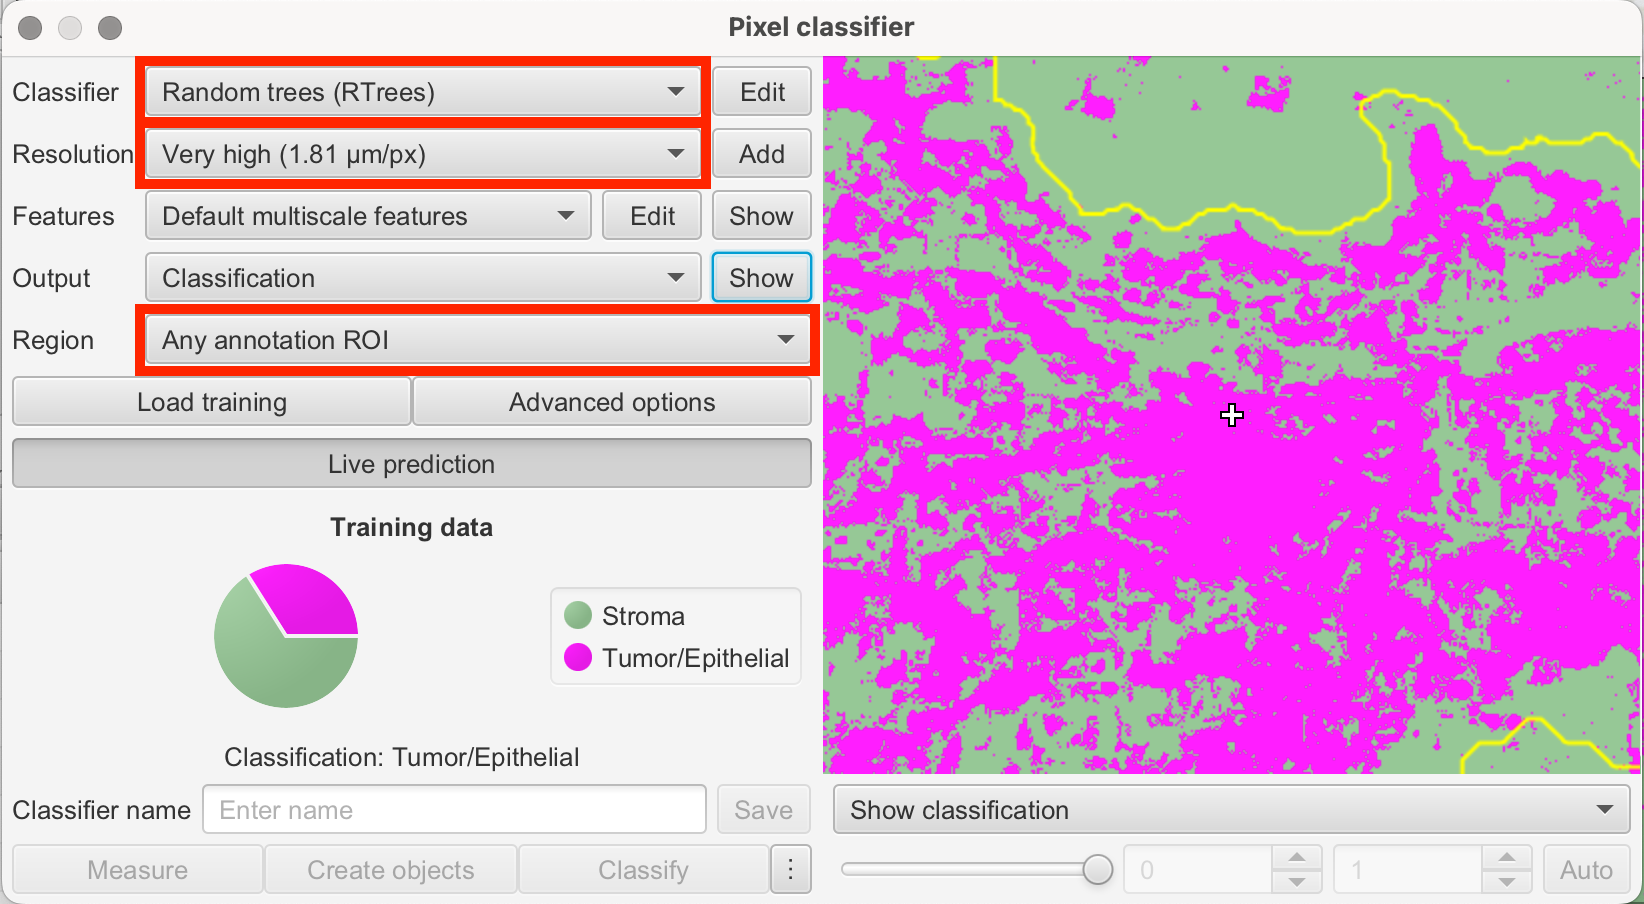 Pixel classifier
Classifier Random trees (RTrees) Edit
Resolution Very high (1.81 µm/px) Add
Features Default multiscale features Edit Show
Output Classification Show
Region Any annotation ROI
Load training Advanced options
Live prediction
Training data
Stroma
Tumor/Epithelial
Classification: Tumor/Epithelial
Classifier name Enter name Save Show classification
Measure Create objects Classify ⋮ 0 1 Auto